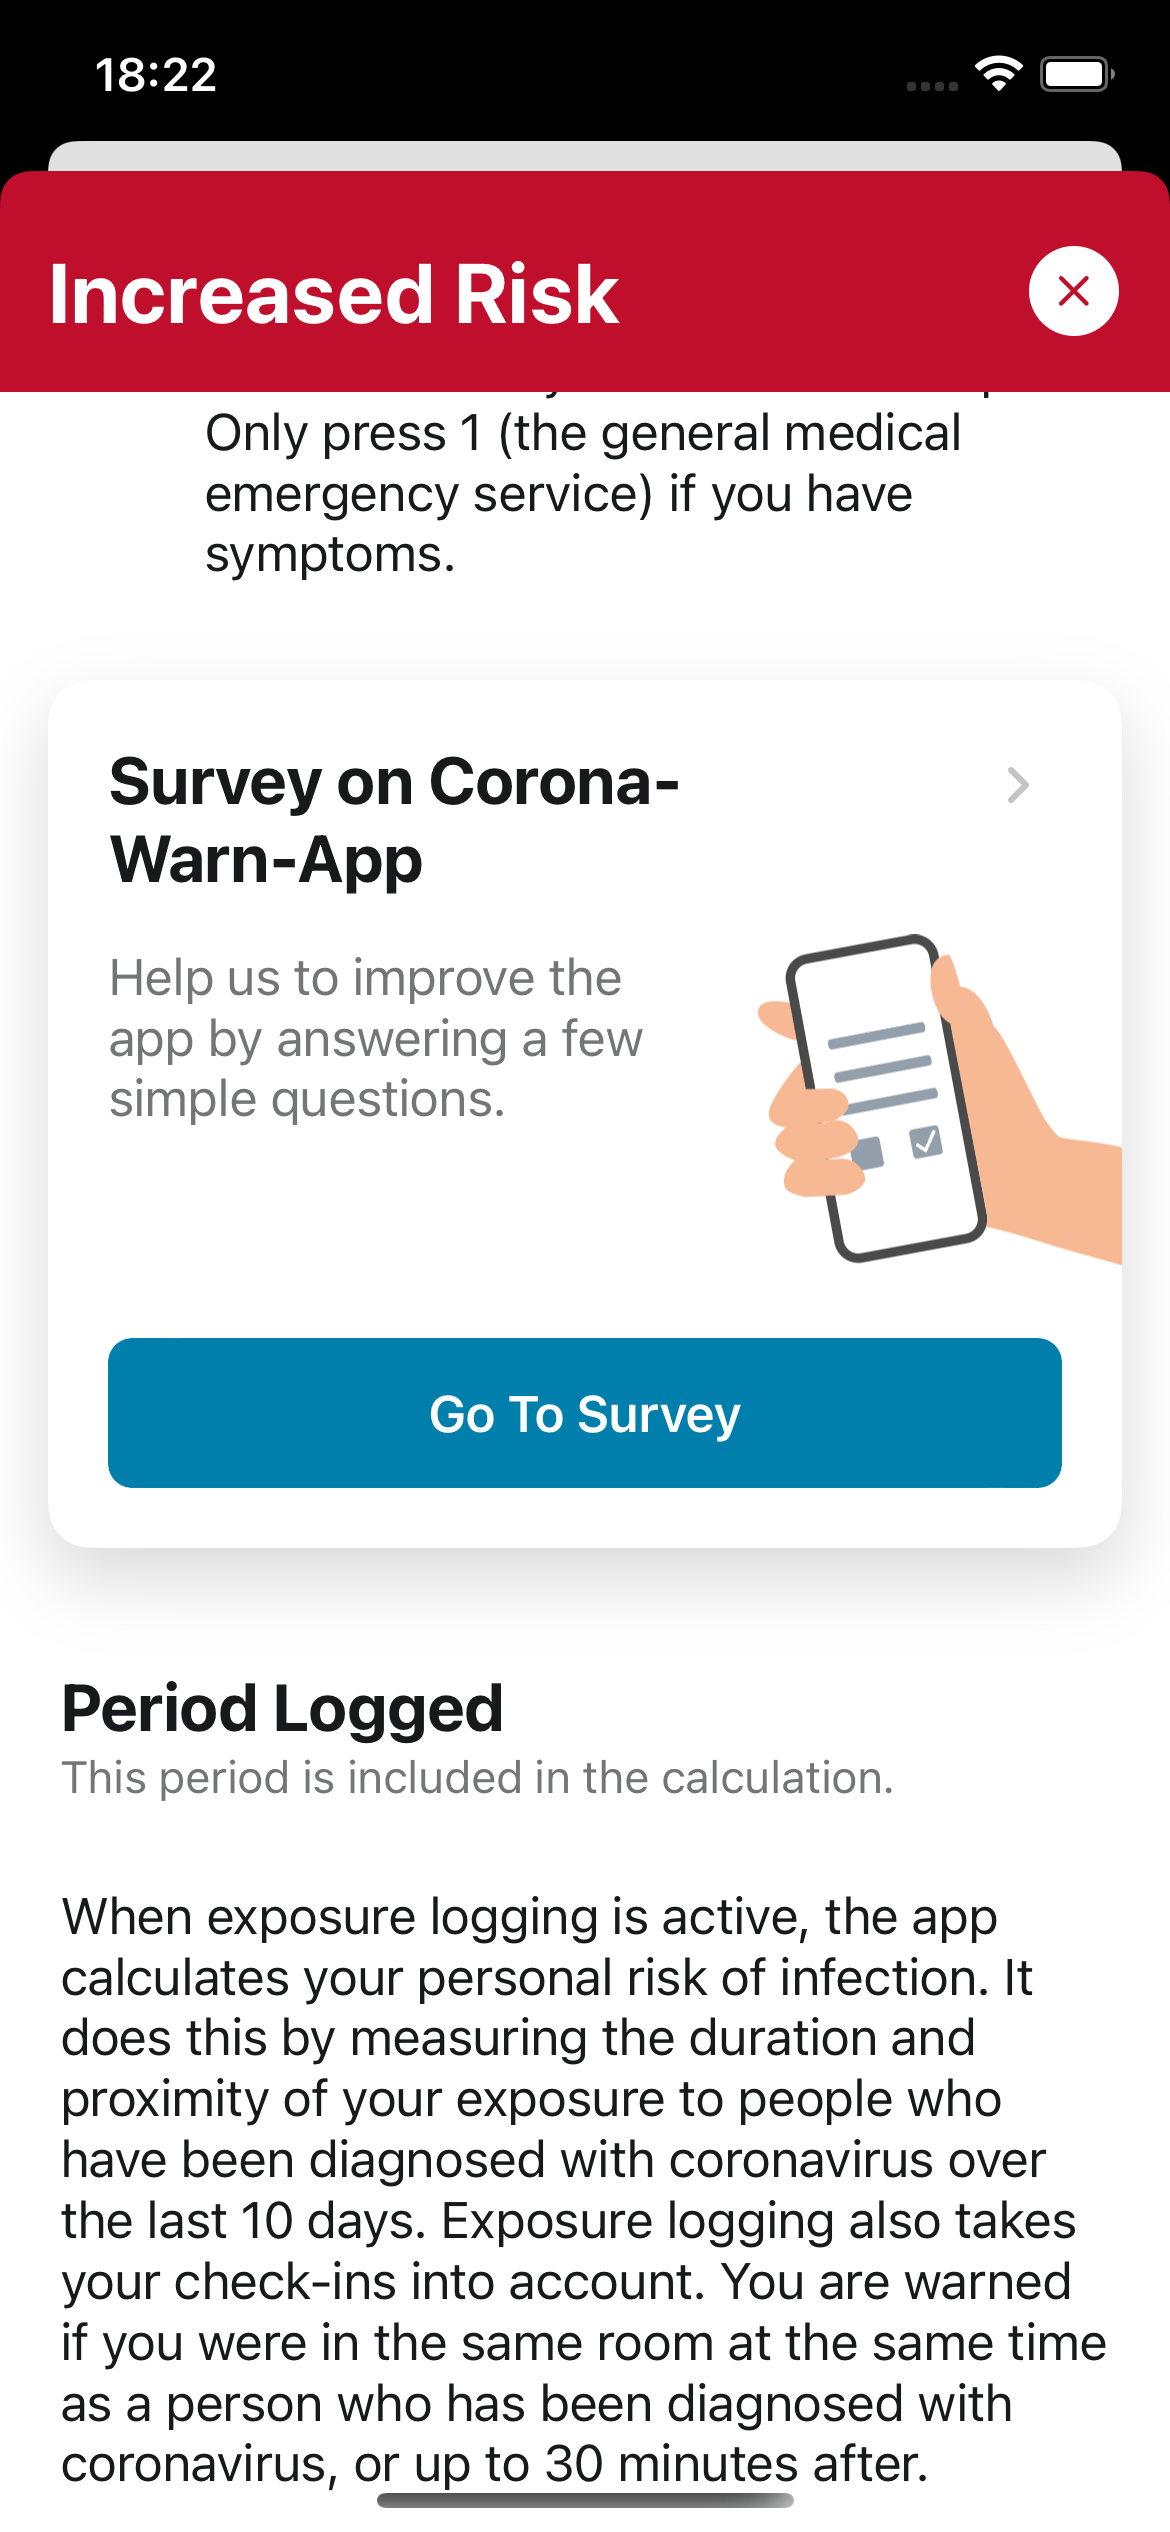 18:22
Increased Risk
Only press 1 (the general medical
emergency service) if you have
symptoms.
Survey on Corona-
Warn-App
Help us to improve the
app by answering a few
simple questions.
Go To Survey
Period Logged
This period is included in the calculation.
When exposure logging is active, the app
calculates your personal risk of infection. It
does this by measuring the duration and
proximity of your exposure to people who
have been diagnosed with coronavirus over
the last 10 days. Exposure logging also takes
your check-ins into account. You are warned
if you were in the same room at the same time
as a person who has been diagnosed with
coronavirus, or up to 30 minutes after.